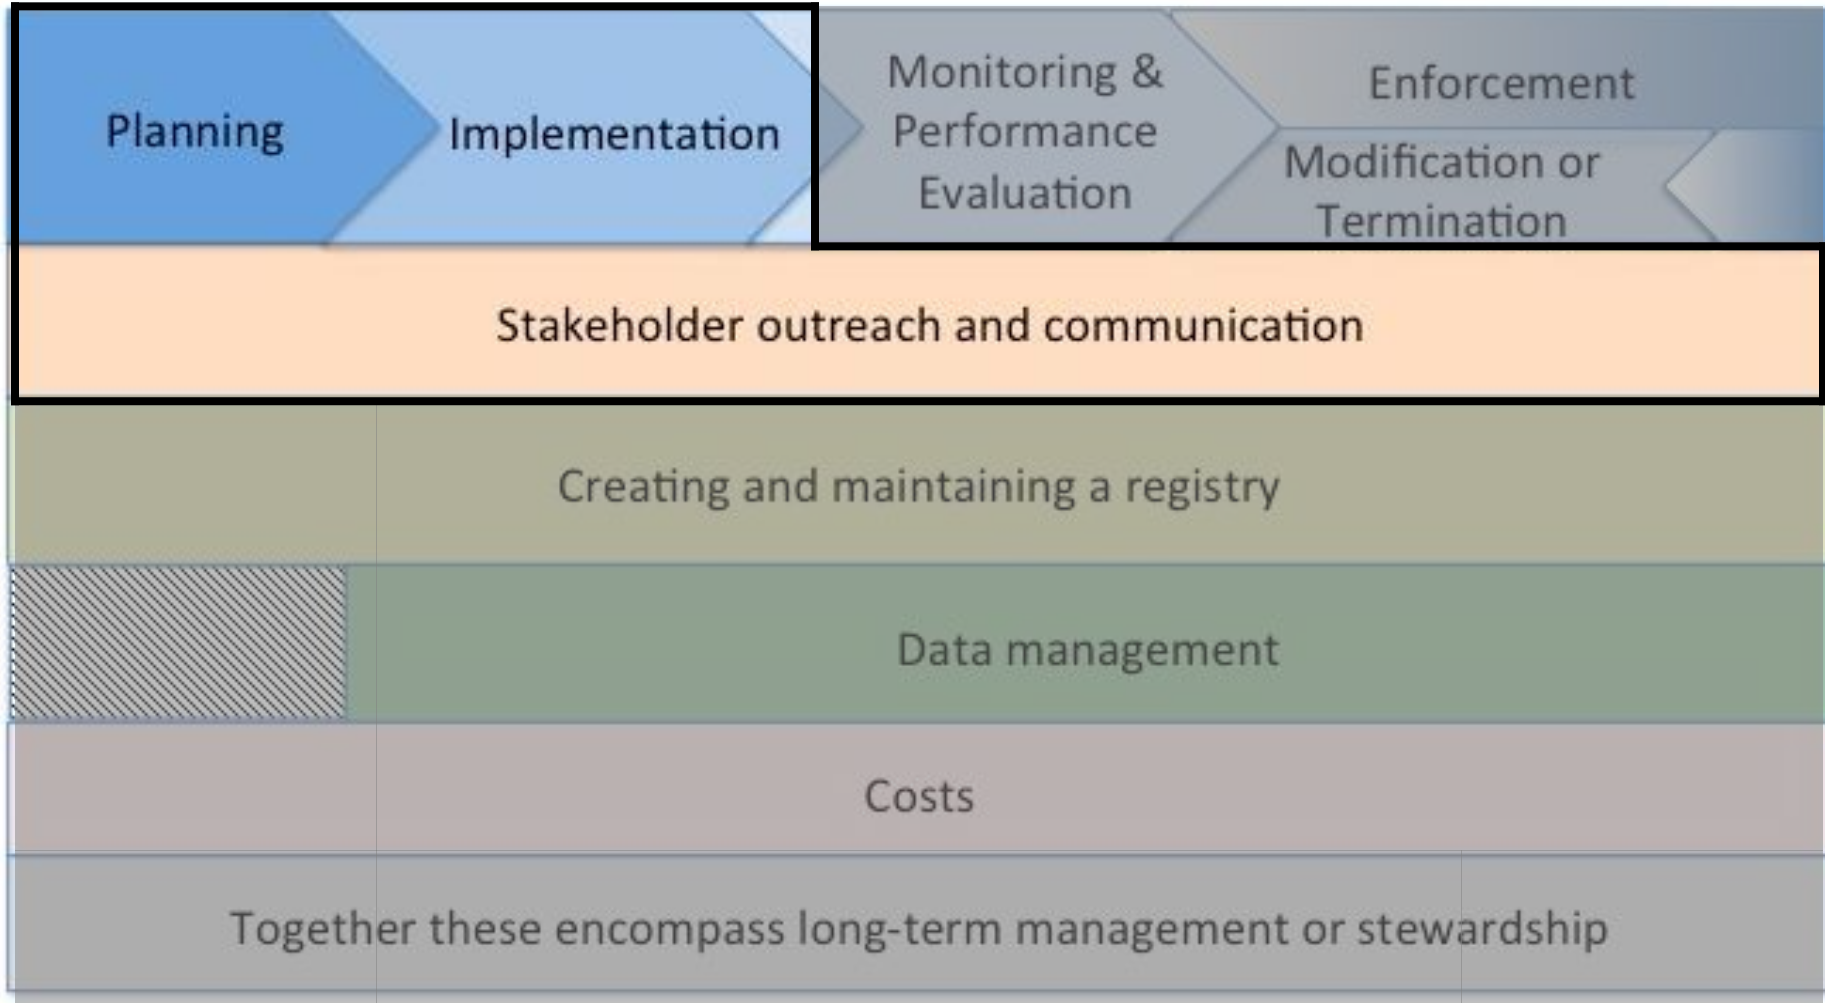 Planning
Implementation
Monitoring &
Performance
Evaluation
Enforcement
Modification or
Termination
Stakeholder outreach and communication
Creating and maintaining a registry
Data management
Costs
Together these encompass long-term management or stewardship